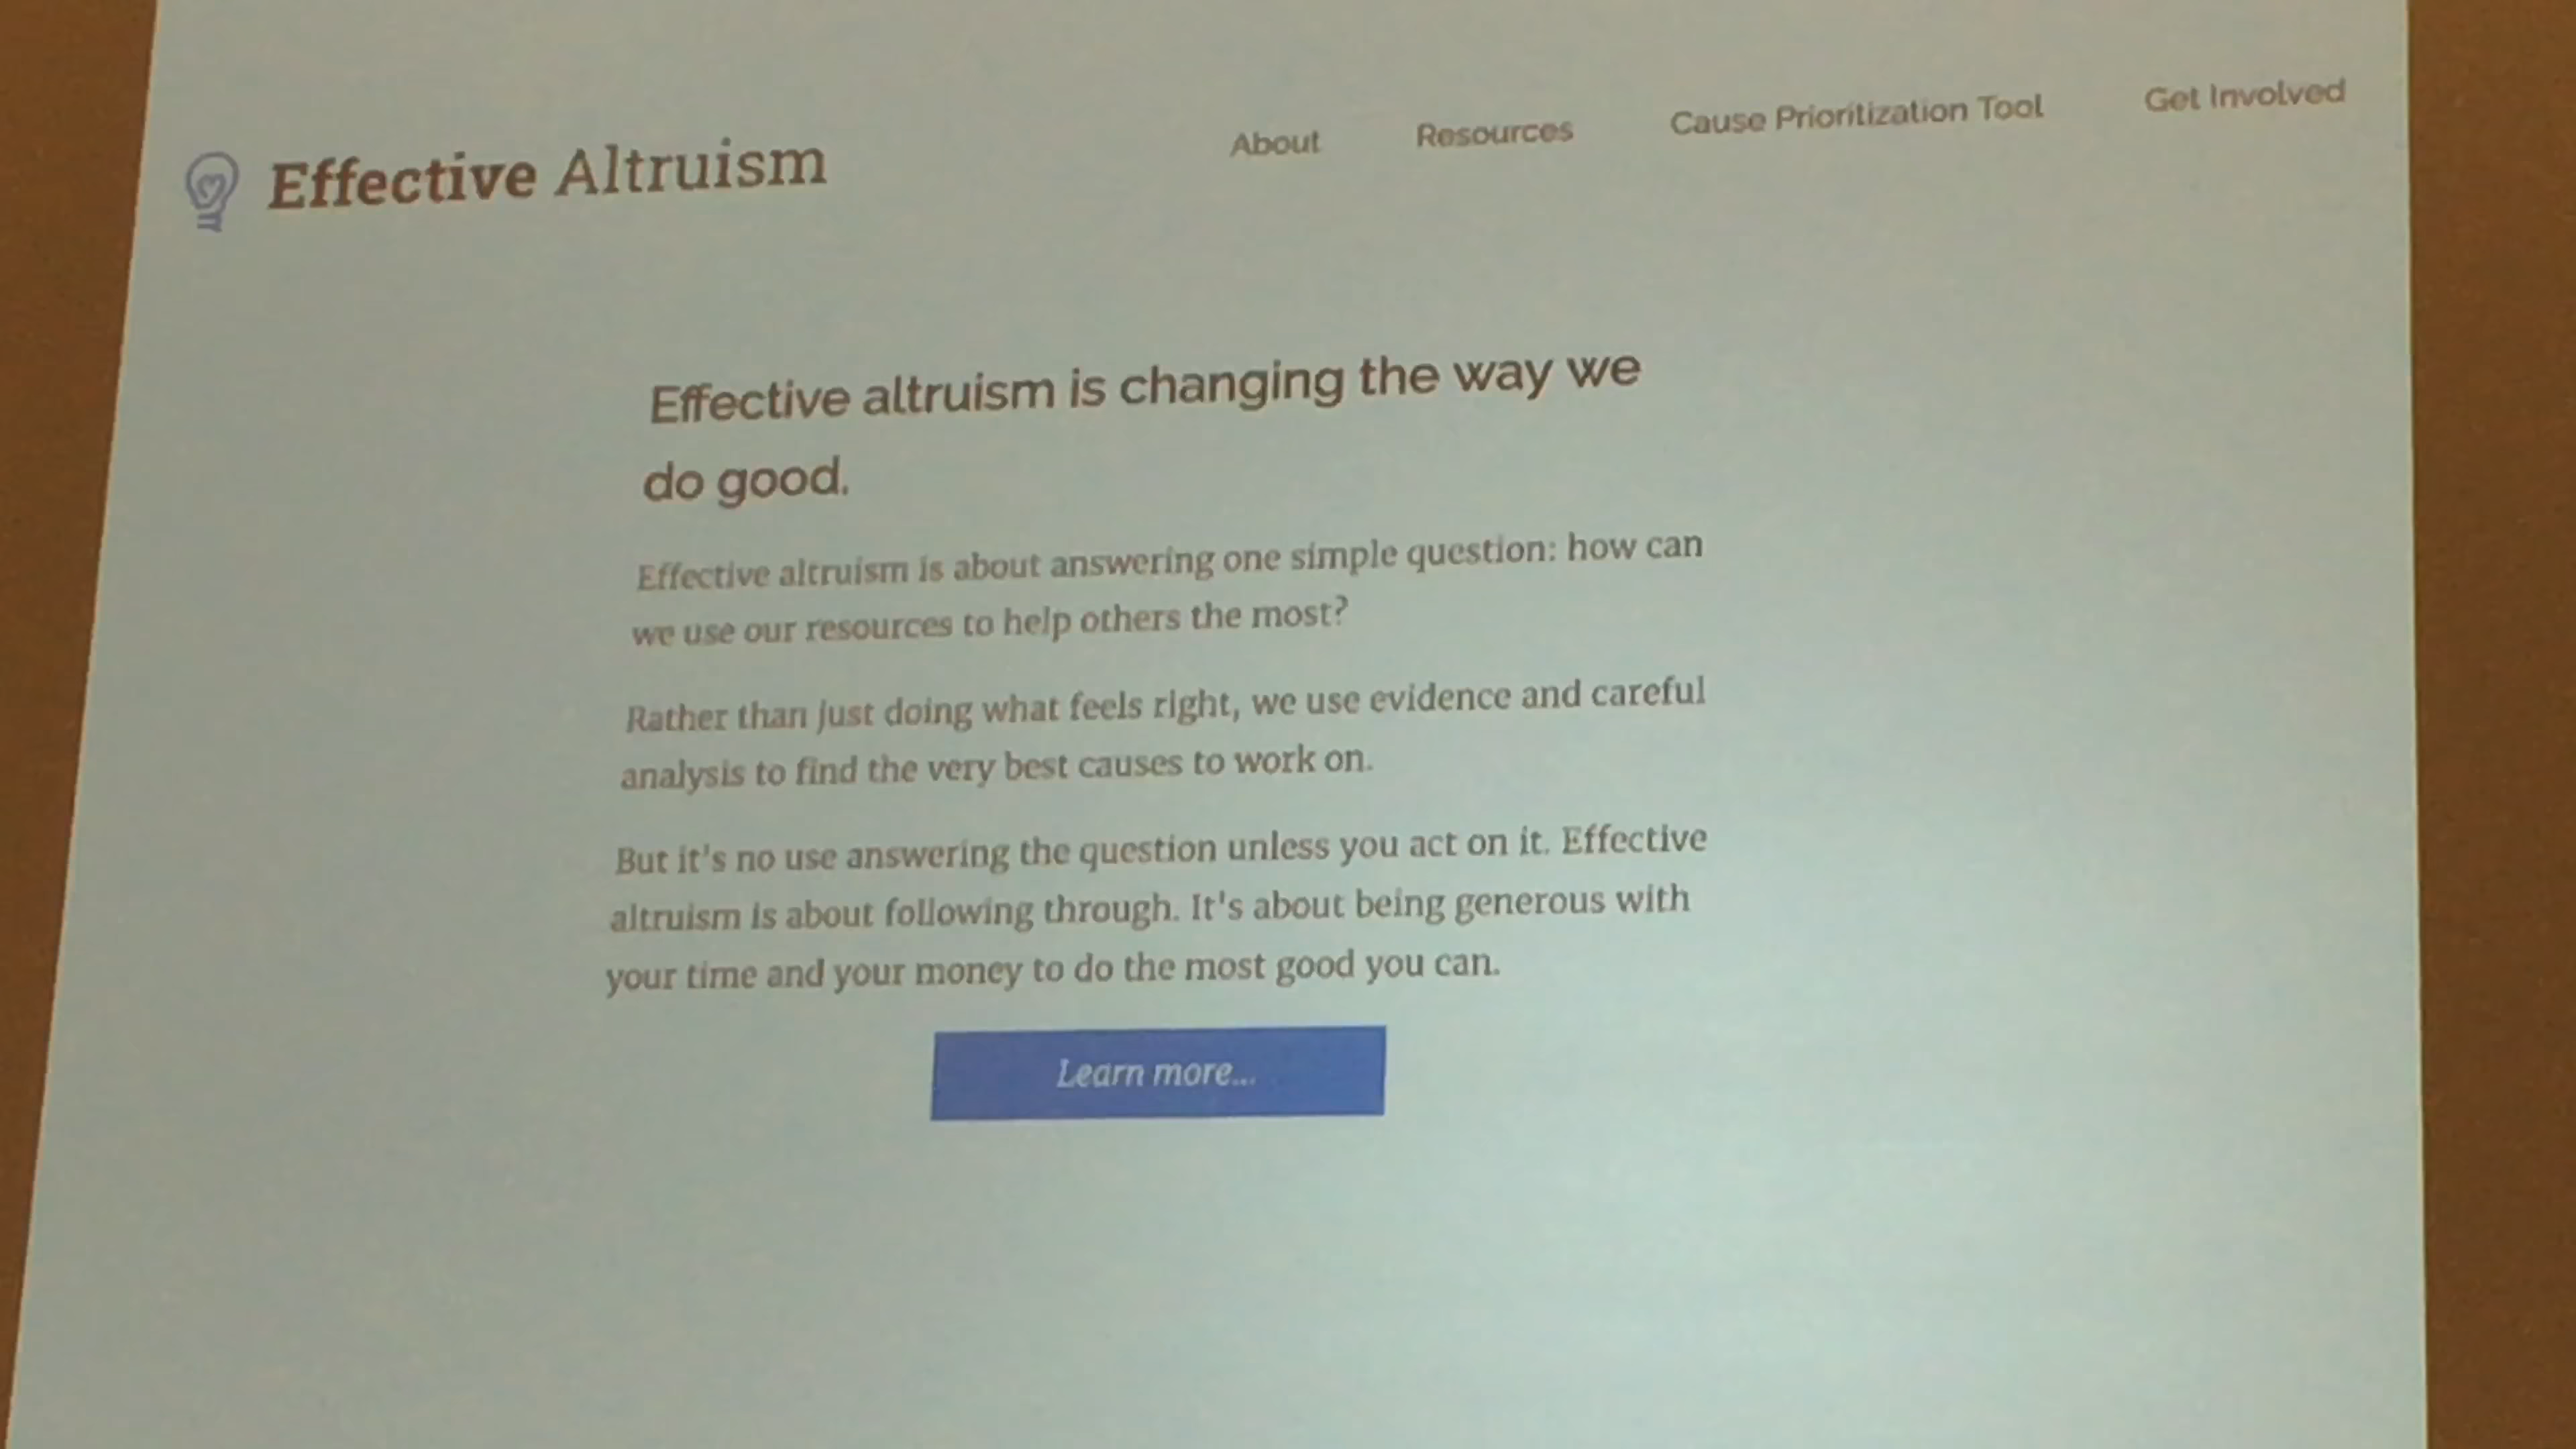 Effective Altruism
About Resources Cause Prioritization Tool Get Involved
Effective altruism is changing the way we
do good.
Effective altruism is about answering one simple question: how can
we use our resources to help others the most?
Rather than just doing what feels right, we use evidence and careful
analysis to find the very best causes to work on.
But it's no use answering the question unless you act on it. Effective
altruism is about following through. It's about being generous with
your time and your money to do the most good you can.
Learn more...